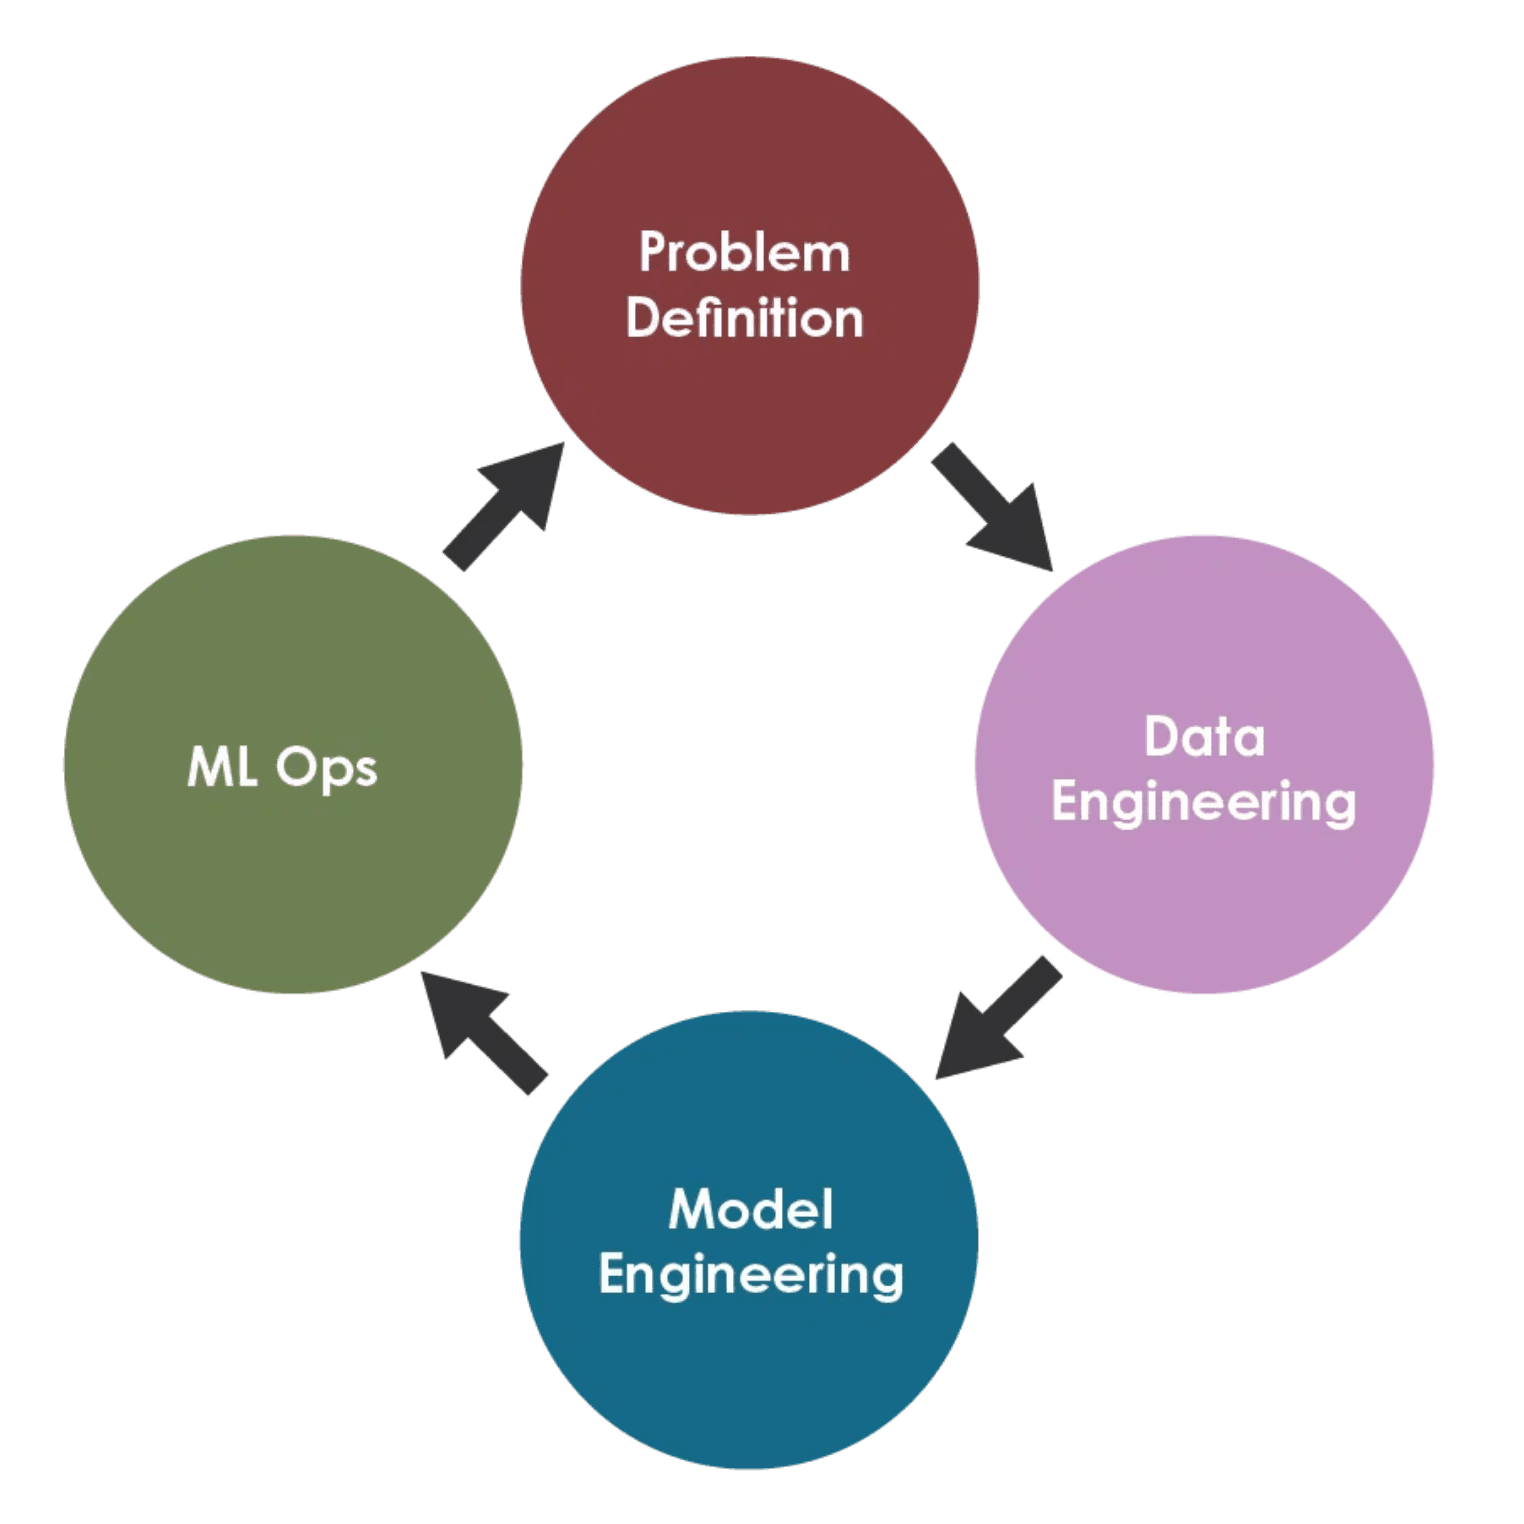 Problem
Definition
Data
Engineering
ML Ops
Model
Engineering